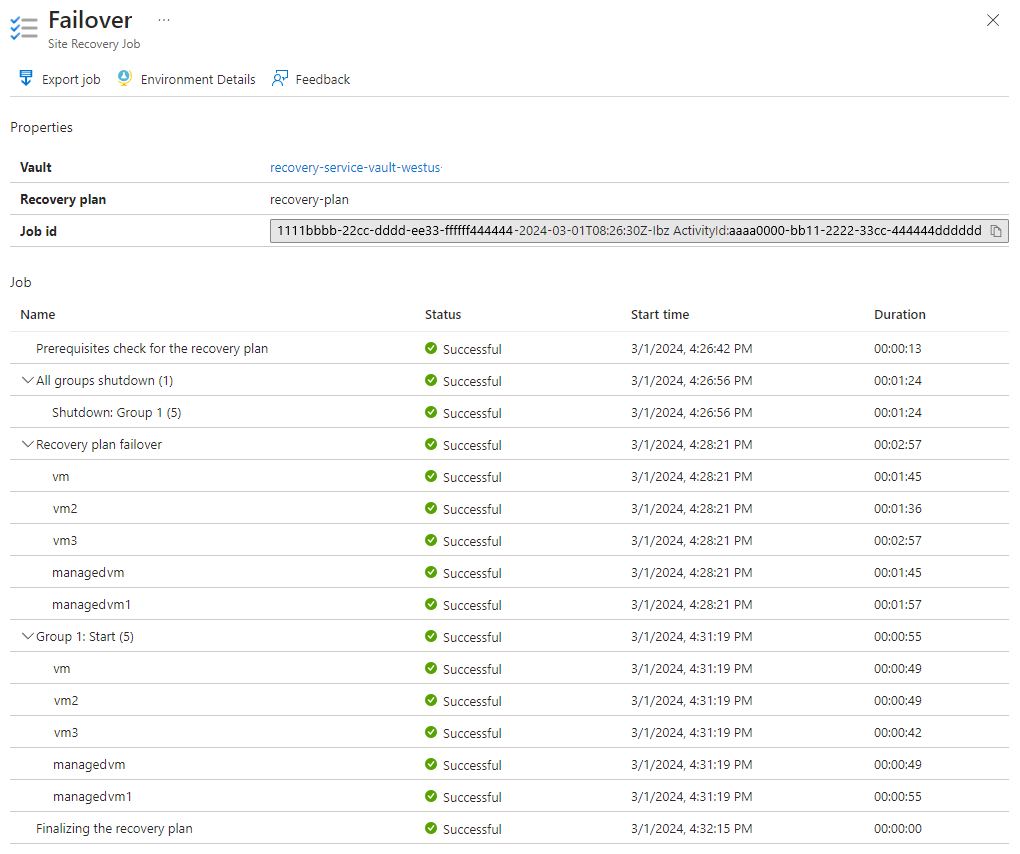 Failover ...
Site Recovery Job
Export job Environment Details Feedback
Properties
Vault recovery-service-vault-westus
Recovery plan recovery-plan
Job id 1111bbbb-22cc-dddd-ee33-ffffff444444-2024-03-01T08:26:30Z-Ibz ActivityId:aaaa0000-bb11-2222-33cc-444444dddddd
Job
Name Status Start time Duration
Prerequisites check for the recovery plan Successful 3/1/2024, 4:26:42 PM 00:00:13
All groups shutdown (1) Successful 3/1/2024, 4:26:56 PM 00:01:24
Shutdown: Group 1 (5) Successful 3/1/2024, 4:26:56 PM 00:01:24
Recovery plan failover Successful 3/1/2024, 4:28:21 PM 00:02:57
vm Successful 3/1/2024, 4:28:21 PM 00:01:45
vm2 Successful 3/1/2024, 4:28:21 PM 00:01:36
vm3 Successful 3/1/2024, 4:28:21 PM 00:02:57
managedvm Successful 3/1/2024, 4:28:21 PM 00:01:45
managedvm1 Successful 3/1/2024, 4:28:21 PM 00:01:57
Group 1: Start (5) Successful 3/1/2024, 4:31:19 PM 00:00:55
vm Successful 3/1/2024, 4:31:19 PM 00:00:49
vm2 Successful 3/1/2024, 4:31:19 PM 00:00:49
vm3 Successful 3/1/2024, 4:31:19 PM 00:00:42
managedvm Successful 3/1/2024, 4:31:19 PM 00:00:49
managedvm1 Successful 3/1/2024, 4:31:19 PM 00:00:55
Finalizing the recovery plan Successful 3/1/2024, 4:32:15 PM 00:00:00